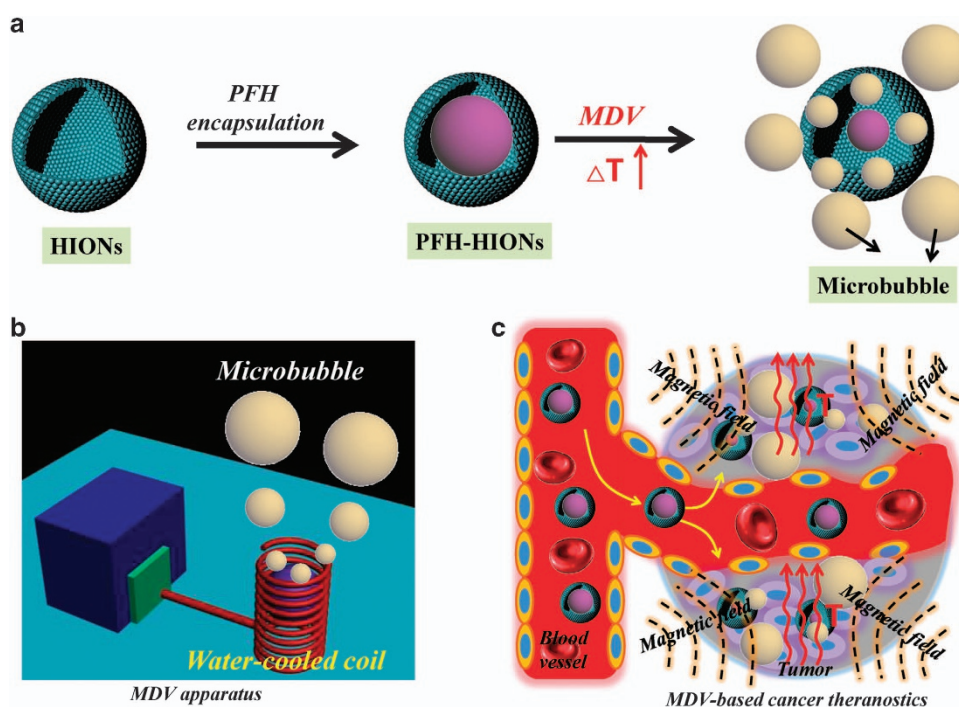 a
PFH
encapsulation
MDV
△T
HIONs
PFH-HIONs
Microbubble
b
Microbubble
Water-cooled coil
MDV apparatus
c
Magnetic field
Magnetic field
T
Blood
vessel
Magnetic field
Magnetic field
T
Tumor
MDV-based cancer theranostics